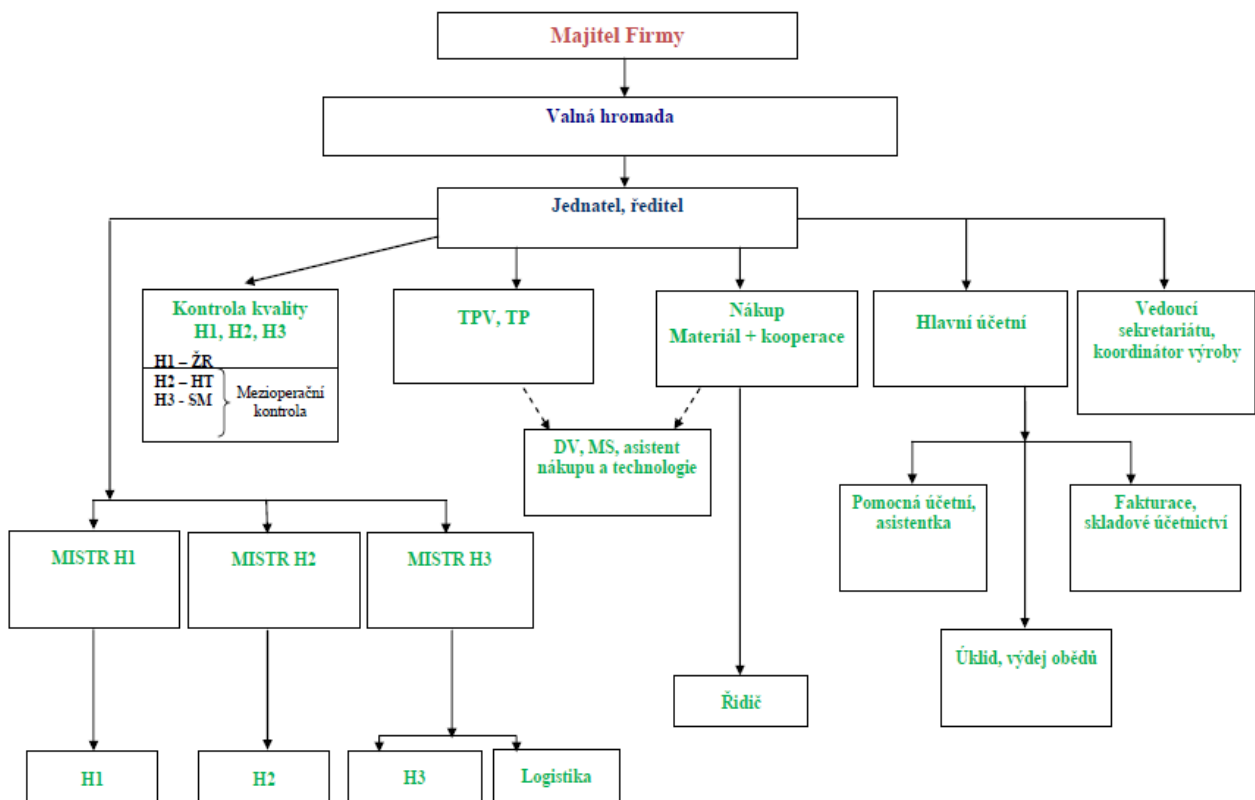 Majitel Firmy
Valná hromada
Jednatel, ředitel
Kontrola kvality
H1, H2, H3
H1 – ŽR
H2 – HT
H3 - SM
Mezioperační
kontrola
TPV, TP
Nákup
Materiál + kooperace
Hlavní účetní
Vedoucí
sekretariátu,
koordinátor výroby
DV, MS, asistent
nákupu a technologie
Pomocná účetní,
asistentka
Fakturace,
skladové účetnictví
MISTR H1
MISTR H2
MISTR H3
Úklid, výdej obědů
Řidič
H1
H2
H3
Logistika